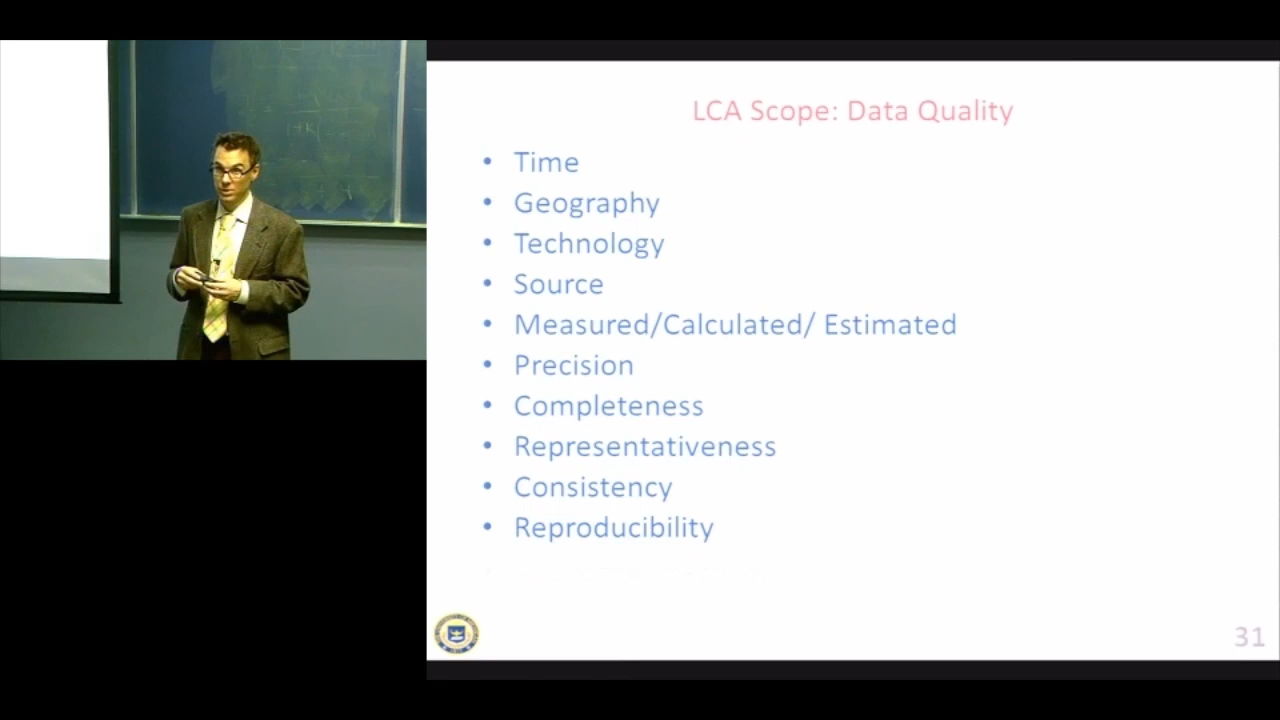 LCA Scope: Data Quality
• Time
• Geography
• Technology
• Source
• Measured/Calculated/ Estimated
• Precision
• Completeness
• Representativeness
• Consistency
• Reproducibility
31